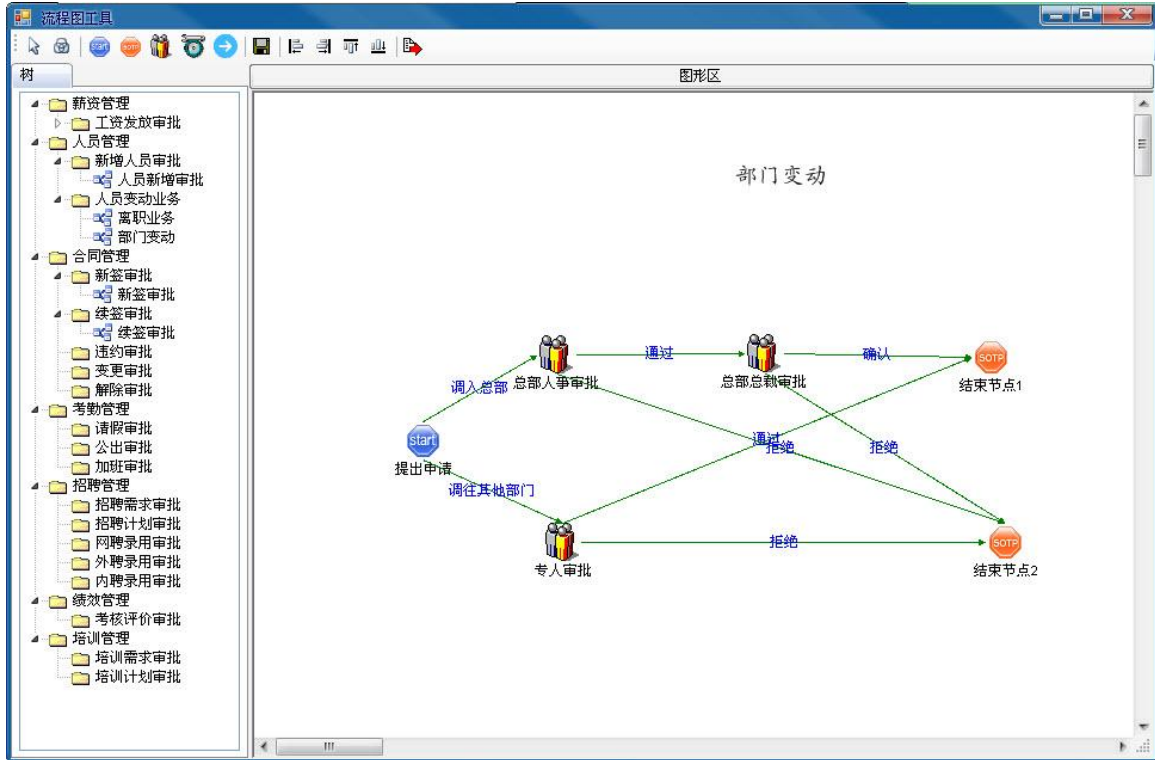 流程图工具
start
SOTP
树
图形区
薪资管理
工资发放审批
人员管理
新增人员审批
人员新增审批
人员变动业务
离职业务
部门变动
合同管理
新签审批
新签审批
续签审批
续签审批
违约审批
变更审批
解除审批
考勤管理
请假审批
公出审批
加班审批
招聘管理
招聘需求审批
招聘计划审批
网聘录用审批
外聘录用审批
内聘录用审批
绩效管理
考核评价审批
培训管理
培训需求审批
培训计划审批
部门变动
通过
确认
SOTP
调入总部
总部人事审批
总部总裁审批
结束节点1
start
通过
拒绝
拒绝
提出申请
调往其他部门
拒绝
SOTP
专人审批
结束节点2